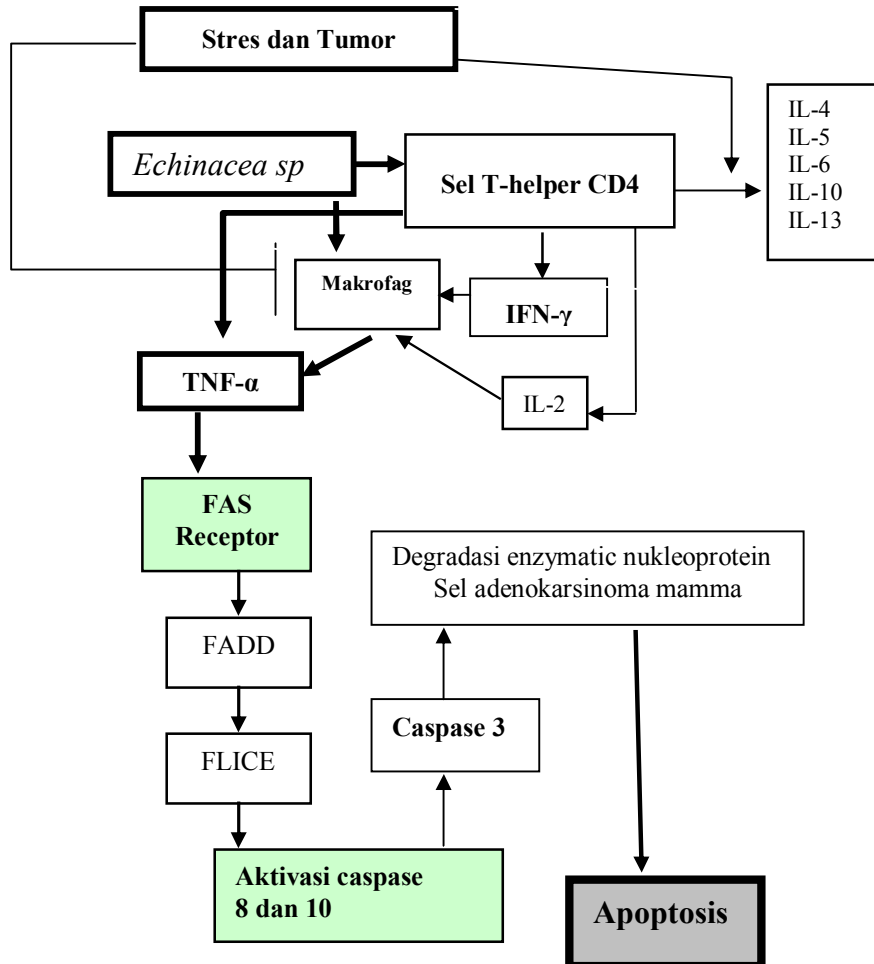 Stres dan Tumor
IL-4
IL-5
IL-6
IL-10
IL-13
Echinacea sp
Sel T-helper CD4
Makrofag
IFN-γ
TNF-α
IL-2
FAS
Receptor
Degradasi enzymatic nukleoprotein
Sel adenokarsinoma mamma
FADD
Caspase 3
FLICE
Aktivasi caspase
8 dan 10
Apoptosis